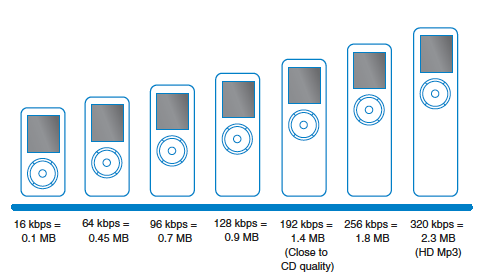 16 kbps =
0.1 MB
64 kbps =
0.45 MB
96 kbps =
0.7 MB
128 kbps =
0.9 MB
192 kbps =
1.4 MB
(Close to
CD quality)
256 kbps =
1.8 MB
320 kbps =
2.3 MB
(HD Mp3)